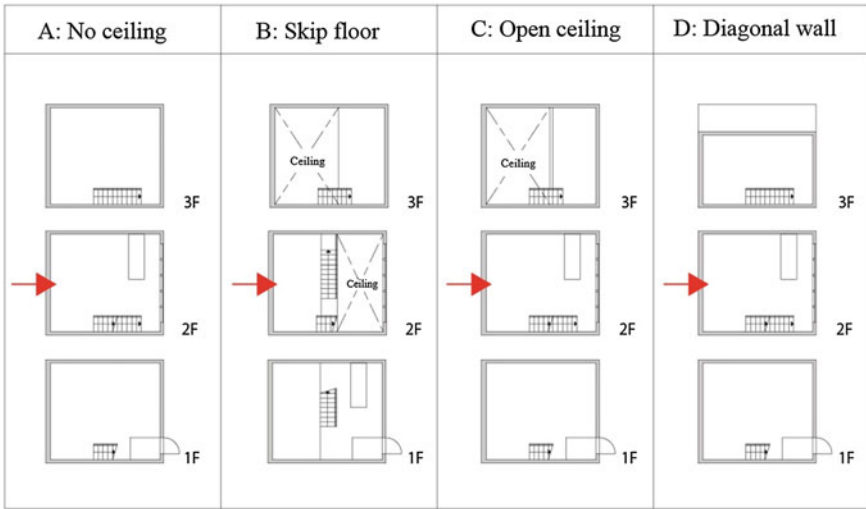 A: No ceiling
B: Skip floor
C: Open ceiling
D: Diagonal wall
Ceiling
Ceiling
3F
3F
3F
3F
Ceiling
2F
2F
2F
2F
1F
1F
1F
1F